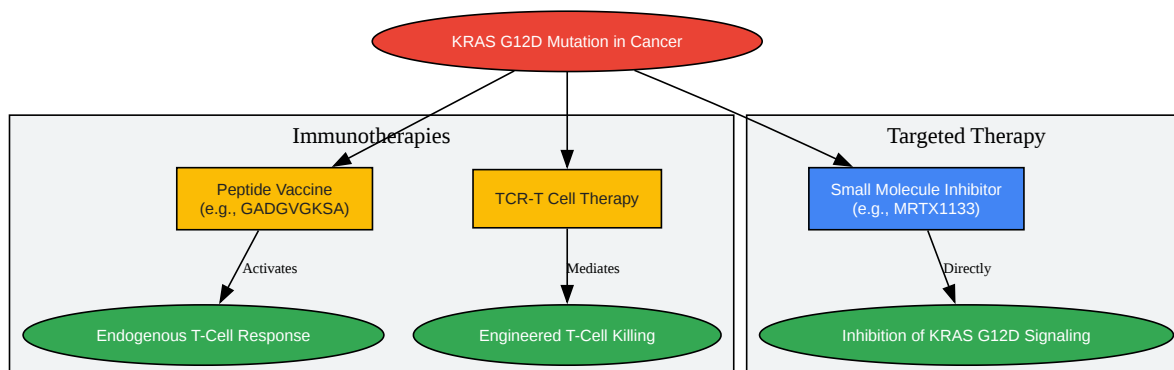 KRAS G12D Mutation in Cancer
Immunotherapies
Targeted Therapy
Peptide Vaccine
(e.g., GADGVGKSA)
TCR-T Cell Therapy
Small Molecule Inhibitor
(e.g., MRTX1133)
Activates
Mediates
Directly
Endogenous T-Cell Response
Engineered T-Cell Killing
Inhibition of KRAS G12D Signaling